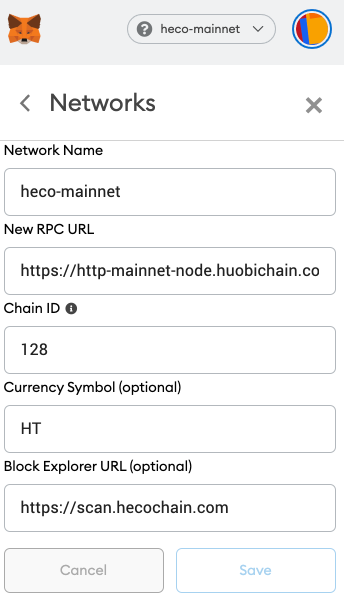 heco-mainnet
Networks
Network Name
heco-mainnet
New RPC URL
https://http-mainnet-node.huobichain.co
Chain ID
128
Currency Symbol (optional)
HT
Block Explorer URL (optional)
https://scan.hecochain.com
Cancel Save